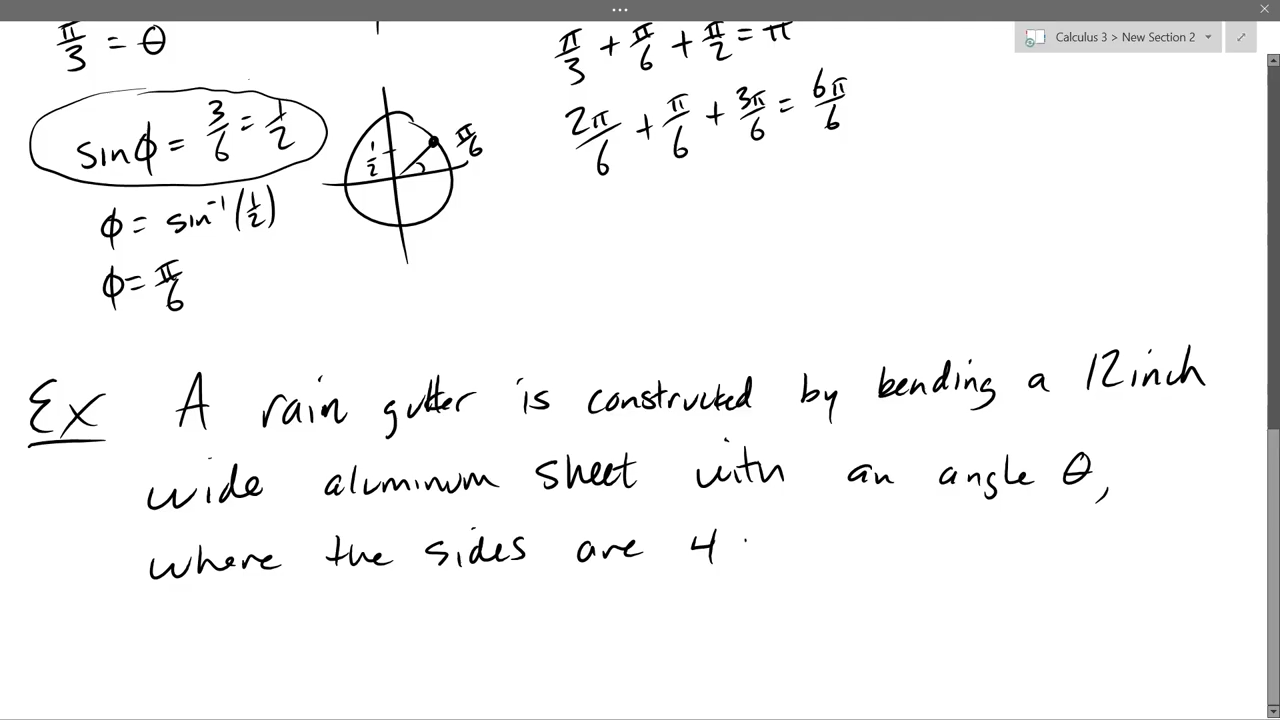 Calculus 3 > New Section 2
π/3 = θ
π/3 + π/6 + π/2 = π
2π/6 + π/6 + 3π/6 = 6π/6
sinϕ = 3/6 = 1/2
1/2
π/6
ϕ = sin⁻¹(1/2)
ϕ = π/6
Ex A rain gutter is constructed by bending a 12 inch
wide aluminum sheet with an angle θ,
where the sides are 4